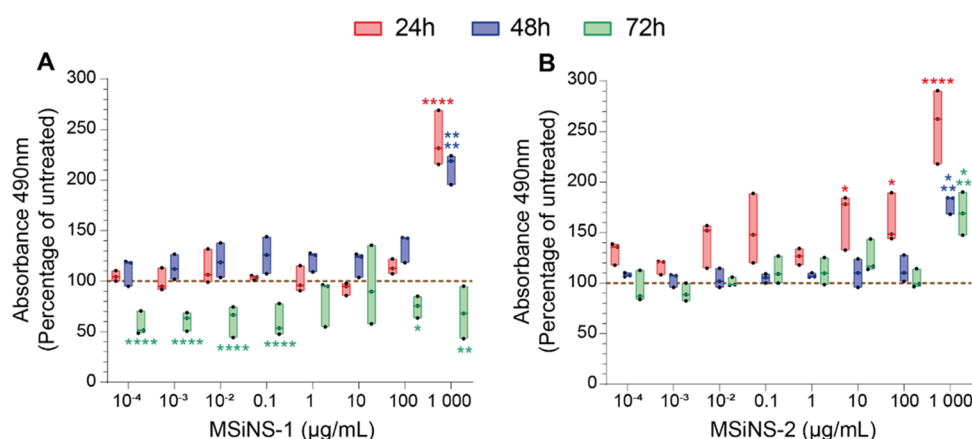 24h 48h 72h
A
B
Absorbance 490nm
(Percentage of untreated)
300
250
200
150
100
50
0
****
**
**
****
****
****
****
*
**
10⁻⁴ 10⁻³ 10⁻² 0.1 1 10 100 1 000
MSiNS-1 (µg/mL)
Absorbance 490nm
(Percentage of untreated)
300
250
200
150
100
50
0
****
*
**
*
**
*
*
10⁻⁴ 10⁻³ 10⁻² 0.1 1 10 100 1 000
MSiNS-2 (µg/mL)